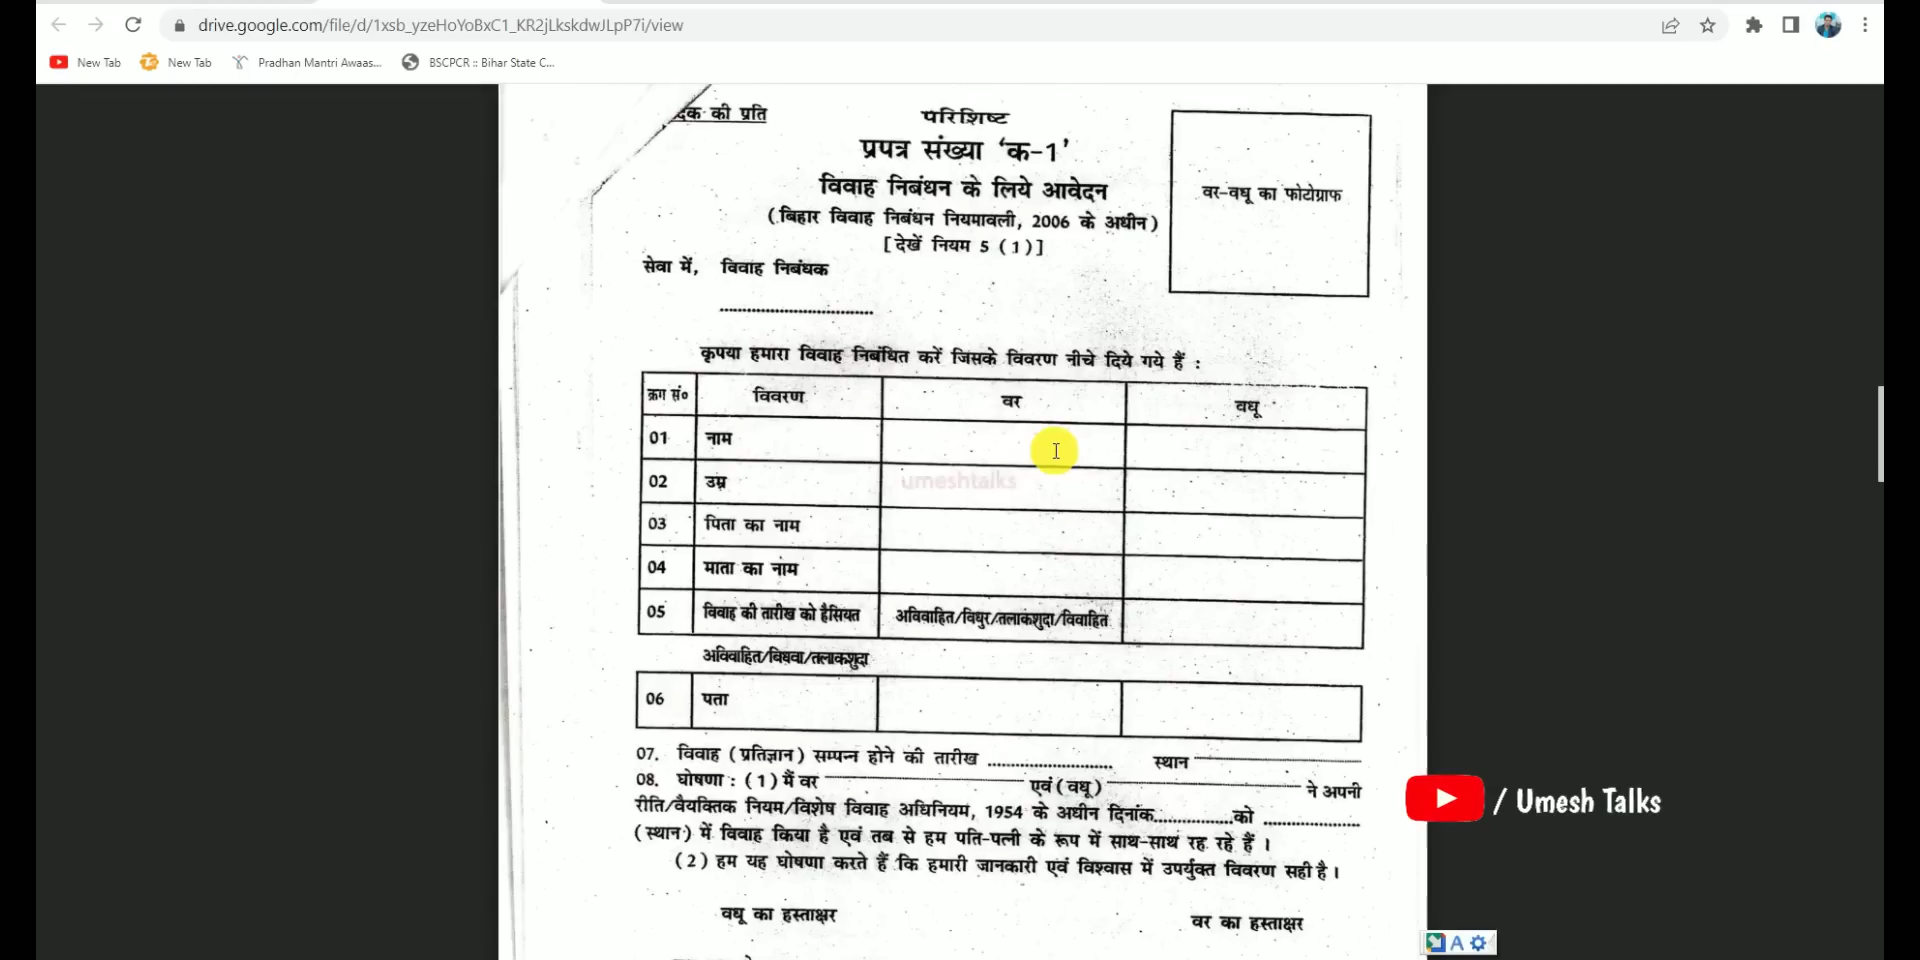 drive.google.com/file/d/1xsb_yzeHoYoBxC1_KR2jLkskdwJLpP7i/view
New Tab
New Tab
Pradhan Mantri Awaas...
BSCPCR :: Bihar State C...
की प्रति
परिशिष्ट
प्रपत्र संख्या ‘क-1’
विवाह निबंधन के लिये आवेदन
(बिहार विवाह निबंधन नियमावली, 2006 के अधीन)
[देखें नियम 5 (1)]
वर-वधू का फोटोग्राफ
सेवा में, विवाह निबंधक
..................................
कृपया हमारा विवाह निबंधित करें जिसके विवरण नीचे दिये गये हैं :
क्रग सं० विवरण वर वधू
01 नाम
02 उम्र
umeshtalks
03 पिता का नाम
04 माता का नाम
05 विवाह की तारीख को हैसियत अविवाहित/विधुर/तलाकशुदा/विवाहित
अविवाहित/विधवा/तलाकशुदा
06 पता
07. विवाह (प्रतिज्ञान) सम्पन्न होने की तारीख ........................... स्थान
08. घोषणा : (1) मैं वर एवं (वधू) ने अपनी
रीति/वैयक्तिक नियम/विशेष विवाह अधिनियम, 1954 के अधीन दिनांक.................को .....................
(स्थान) में विवाह किया है एवं तब से हम पति-पत्नी के रूप में साथ-साथ रह रहे हैं ।
(2) हम यह घोषणा करते हैं कि हमारी जानकारी एवं विश्वास में उपर्युक्त विवरण सही है ।
वधू का हस्ताक्षर वर का हस्ताक्षर
/ Umesh Talks
A